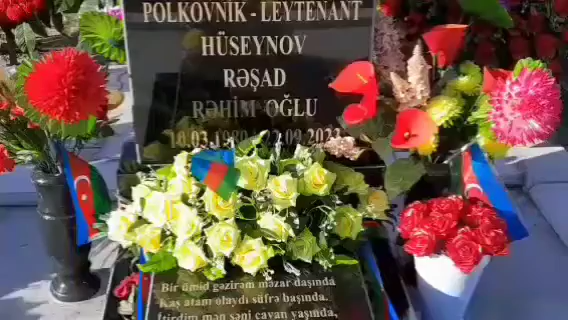 POLKOVNİK - LEYTENANT
HÜSEYNOV
RƏŞAD
RƏHİM OĞLU
Bir ümid gəzirəm məzar daşında
Kaş atam olaydı süfrə başında.
İtirdim mən səni cavan yaşında,